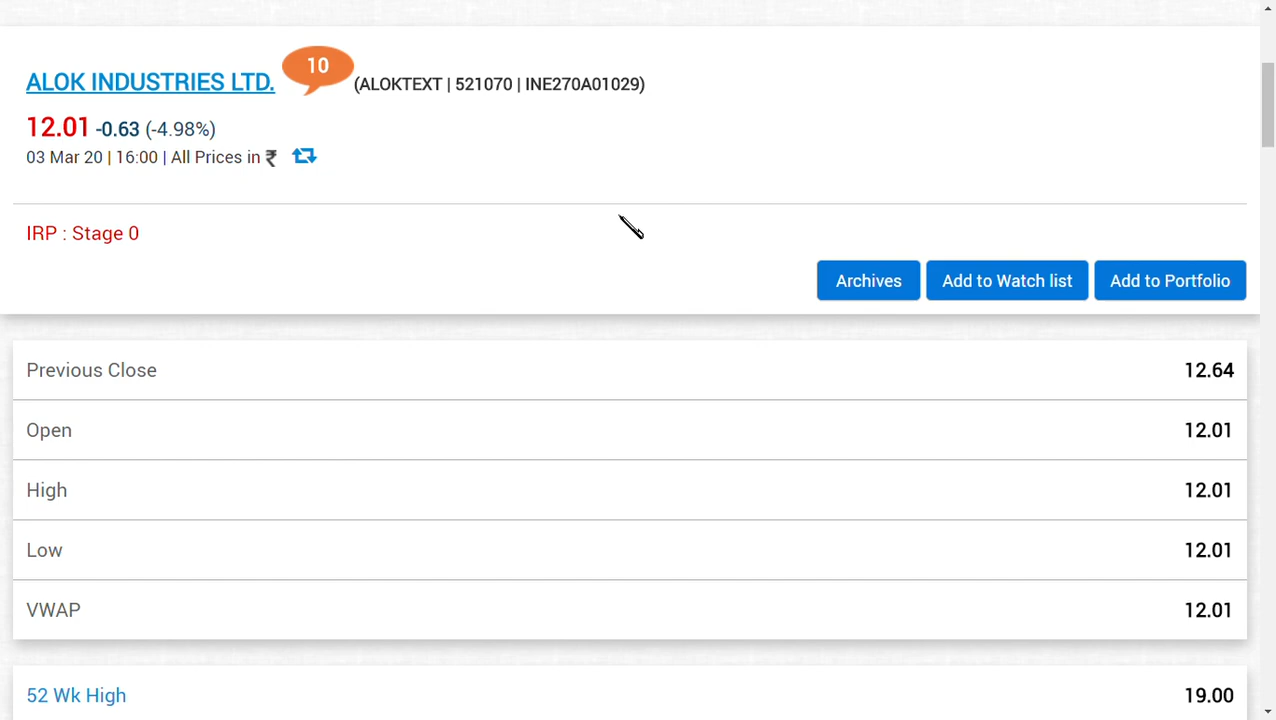 ALOK INDUSTRIES LTD. 10 (ALOKTEXT | 521070 | INE270A01029)
12.01 -0.63 (-4.98%)
03 Mar 20 | 16:00 | All Prices in ₹
IRP : Stage 0
Archives Add to Watch list Add to Portfolio
Previous Close 12.64
Open 12.01
High 12.01
Low 12.01
VWAP 12.01
52 Wk High 19.00